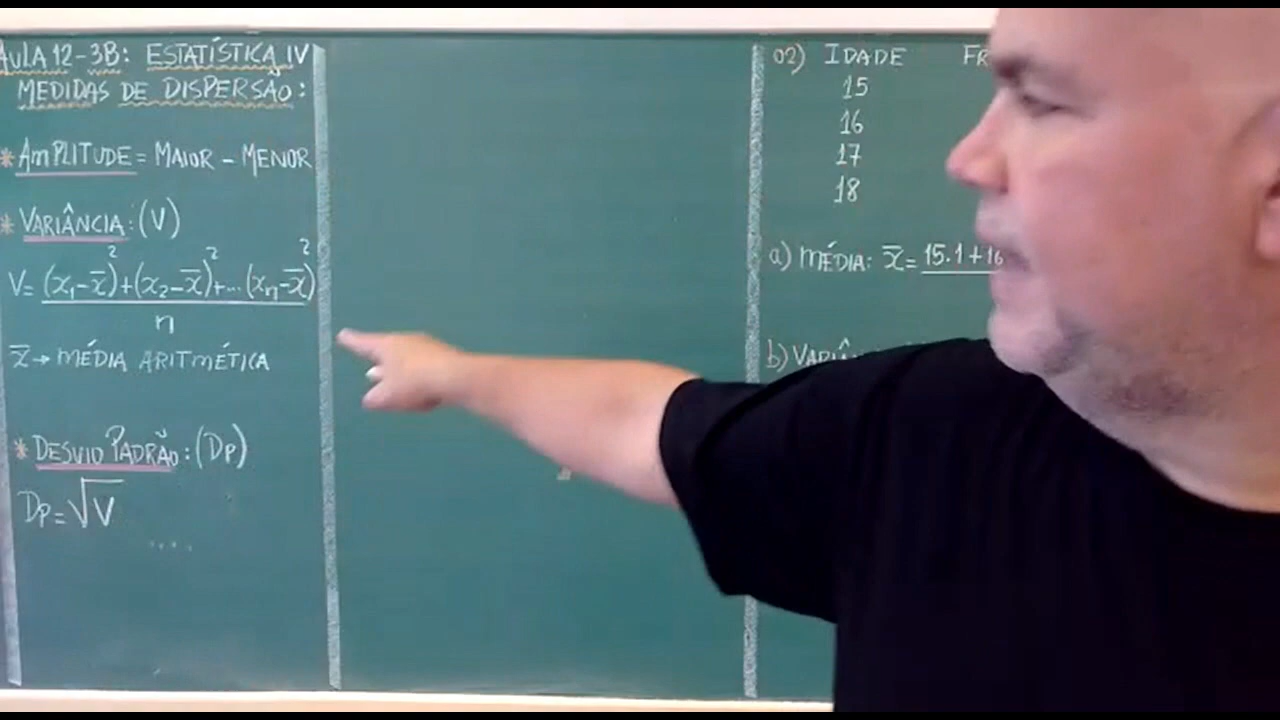 AULA 12-3B: ESTATÍSTICA IV
MEDIDAS DE DISPERSÃO:
* AMPLITUDE = MAIOR - MENOR
* VARIÂNCIA: (V)
V = (x₁-x̄)²+(x₂-x̄)²+...(xₙ-x̄)²
n
x̄ → MÉDIA ARITMÉTICA
* DESVIO PADRÃO: (Dp)
Dp = √V
....
02) IDADE
15
16
17
18
a) MÉDIA: x̄ = 15.1+16
b)